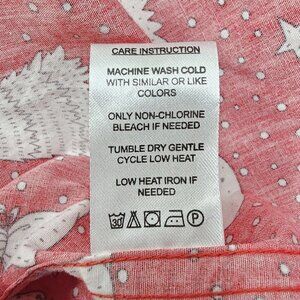 CARE INSTRUCTION
MACHINE WASH COLD
WITH SIMILAR OR LIKE
COLORS
ONLY NON-CHLORINE
BLEACH IF NEEDED
TUMBLE DRY GENTLE
CYCLE LOW HEAT
LOW HEAT IRON IF
NEEDED
30 P